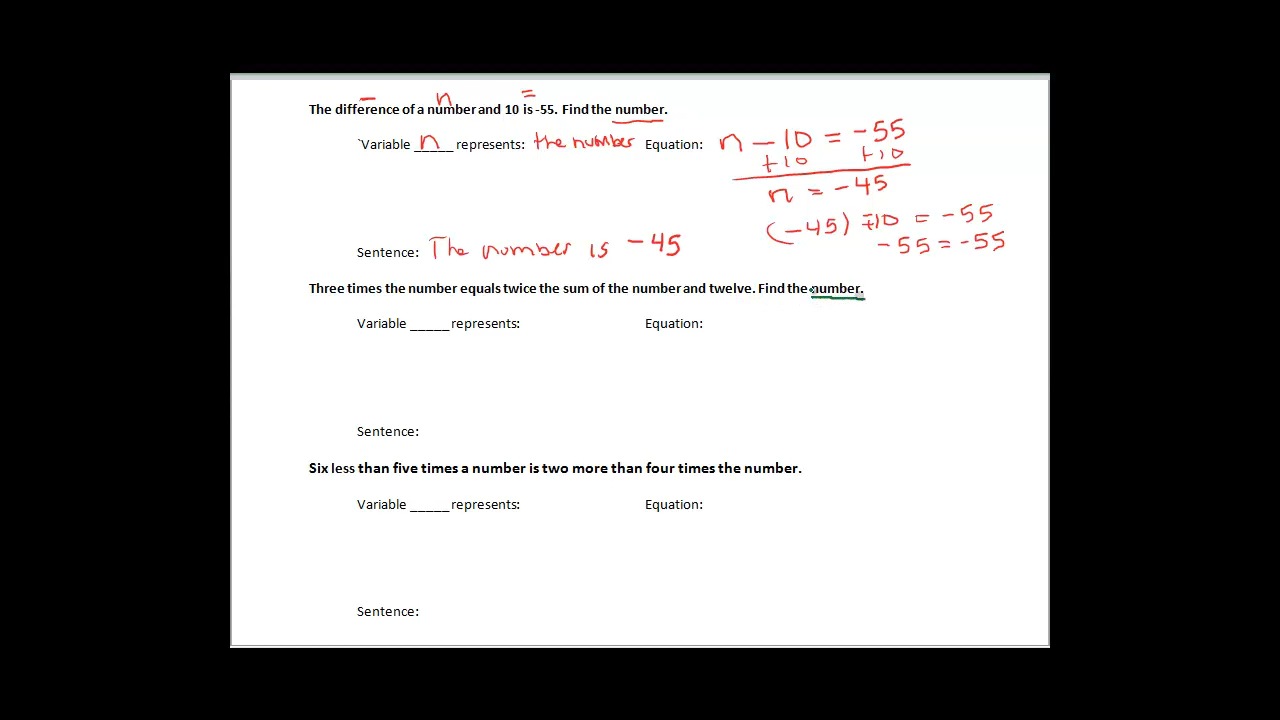 − n =
The difference of a number and 10 is -55. Find the number.
`Variable __n__ represents: the number Equation: n − 10 = −55
+10 +10
n = −45
(−45) − 10 = −55
−55 = −55
Sentence: The number is −45
Three times the number equals twice the sum of the number and twelve. Find the number.
Variable _____ represents: Equation:
Sentence:
Six less than five times a number is two more than four times the number.
Variable _____ represents: Equation:
Sentence: